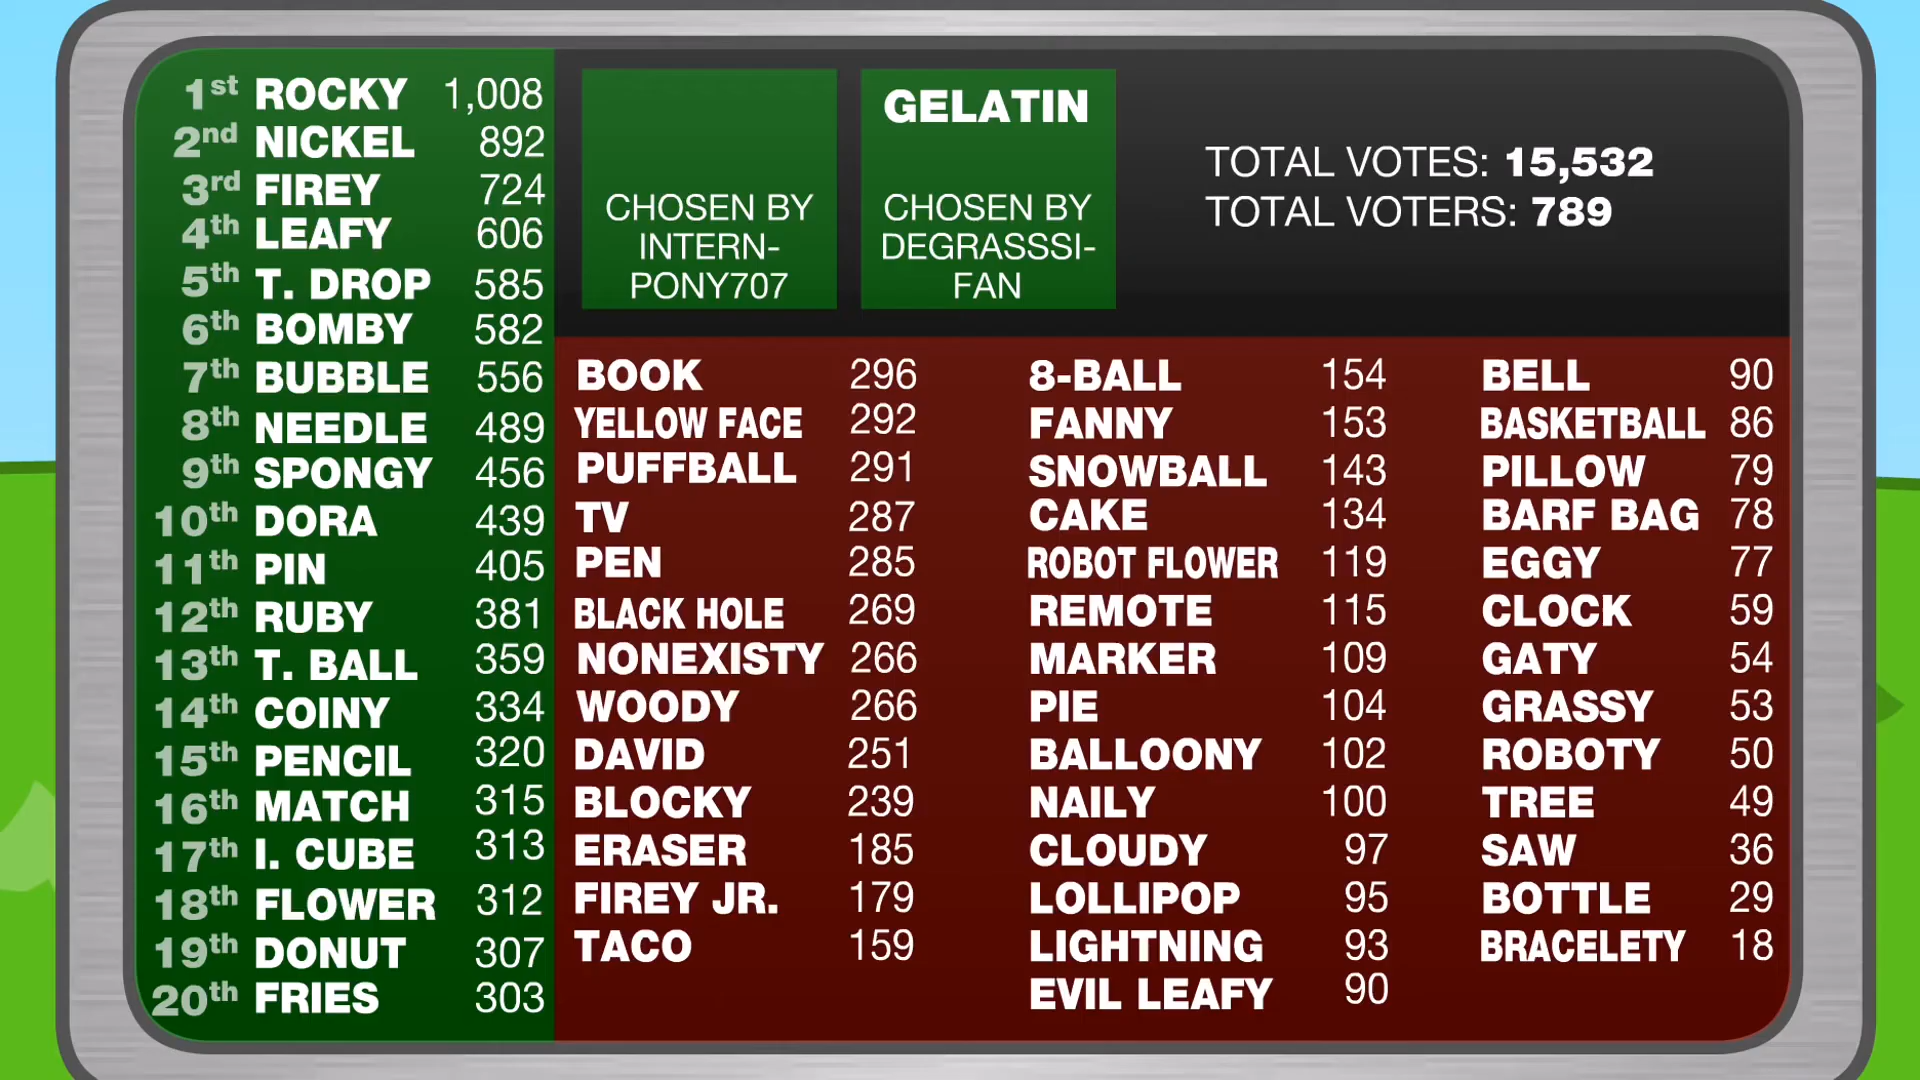 1st ROCKY 1,008
2nd NICKEL 892
3rd FIREY 724
4th LEAFY 606
5th T. DROP 585
6th BOMBY 582
7th BUBBLE 556
8th NEEDLE 489
9th SPONGY 456
10th DORA 439
11th PIN 405
12th RUBY 381
13th T. BALL 359
14th COINY 334
15th PENCIL 320
16th MATCH 315
17th I. CUBE 313
18th FLOWER 312
19th DONUT 307
20th FRIES 303
CHOSEN BY
INTERN-
PONY707
GELATIN
CHOSEN BY
DEGRASSSI-
FAN
TOTAL VOTES: 15,532
TOTAL VOTERS: 789
BOOK 296
YELLOW FACE 292
PUFFBALL 291
TV 287
PEN 285
BLACK HOLE 269
NONEXISTY 266
WOODY 266
DAVID 251
BLOCKY 239
ERASER 185
FIREY JR. 179
TACO 159
8-BALL 154
FANNY 153
SNOWBALL 143
CAKE 134
ROBOT FLOWER 119
REMOTE 115
MARKER 109
PIE 104
BALLOONY 102
NAILY 100
CLOUDY 97
LOLLIPOP 95
LIGHTNING 93
EVIL LEAFY 90
BELL 90
BASKETBALL 86
PILLOW 79
BARF BAG 78
EGGY 77
CLOCK 59
GATY 54
GRASSY 53
ROBOTY 50
TREE 49
SAW 36
BOTTLE 29
BRACELETY 18